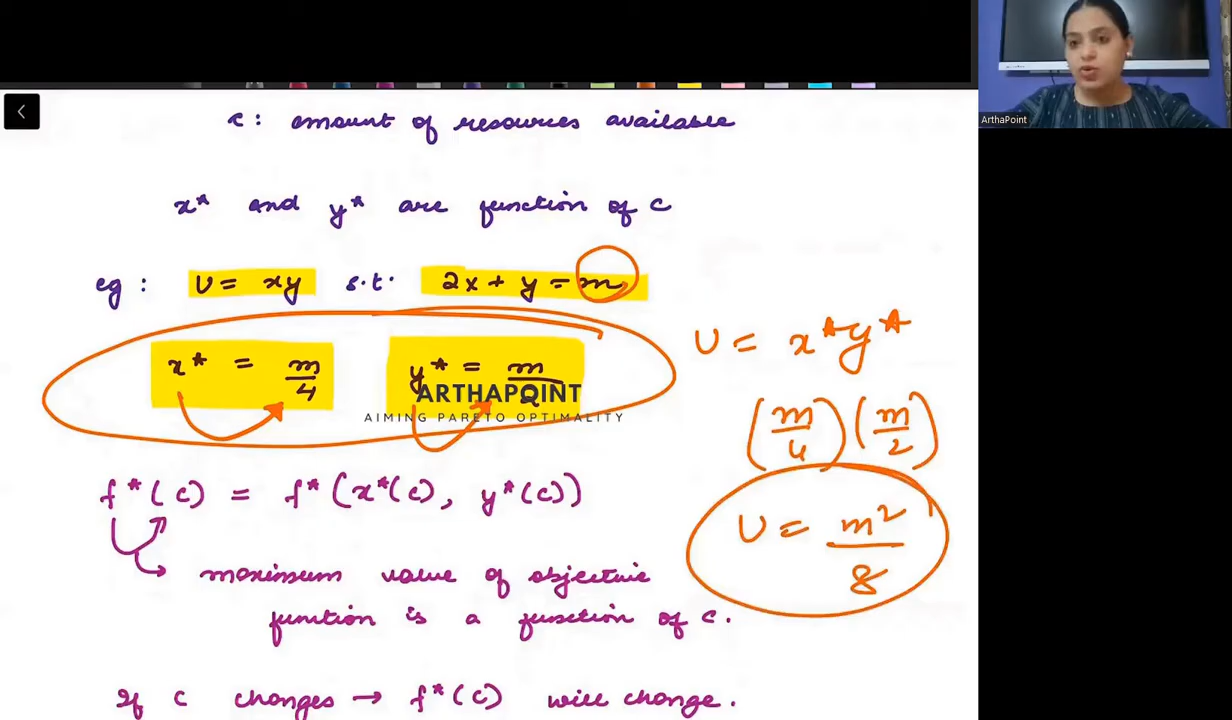 c: amount of resources available
x* and y* are function of c
eg: U = xy s.t. 2x + y = m
x* = m/4 y* = m/2
U = x*y*
(m/4) (m/2)
U = m²/8
ARTHAPOINT
AIMING PARETO OPTIMALITY
f*(c) = f*(x*(c), y*(c))
maximum value of objective
function is a function of c.
If c changes → f*(c) will change.
ArthaPoint